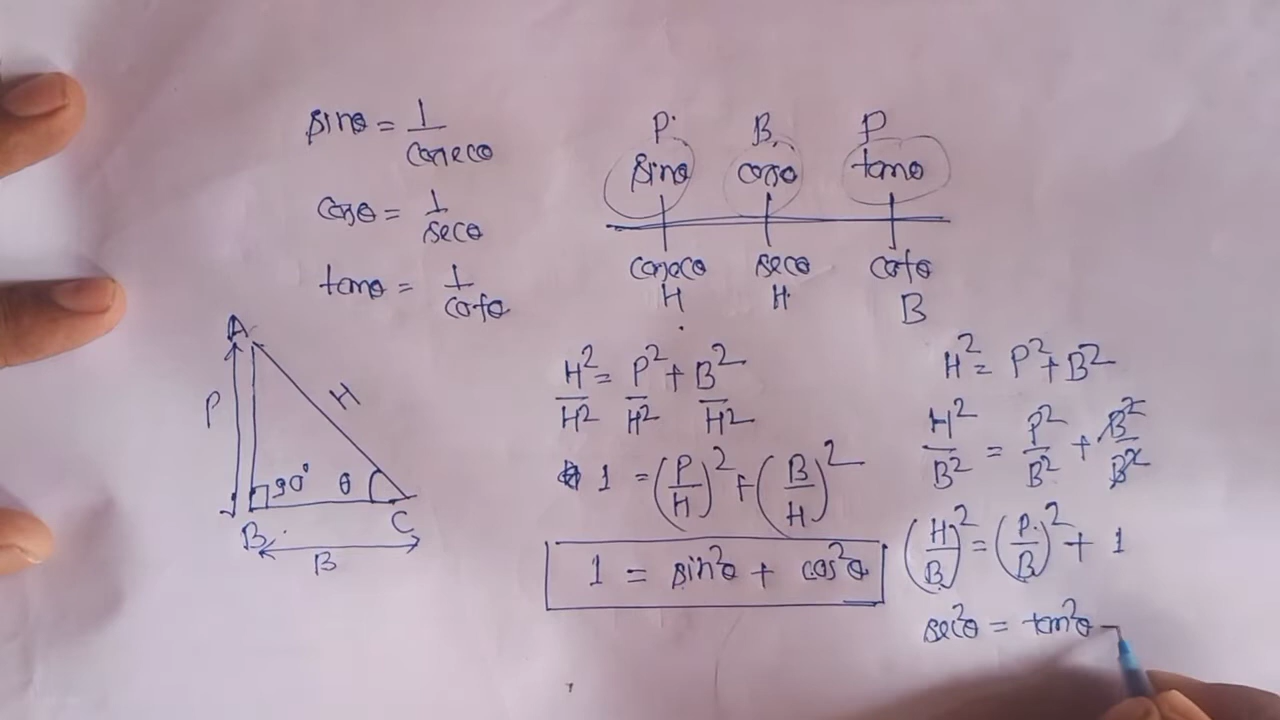 sinθ = 1/cosecθ
cosθ = 1/secθ
tanθ = 1/cotθ
P B P
sinθ cosθ tanθ
cosecθ secθ cotθ
H H B
A
P H
90° θ
B C
B
H²/H² = P²/H² + B²/H²
1 = (P/H)² + (B/H)²
1 = sin²θ + cos²θ
H² = P² + B²
H²/B² = P²/B² + B²/B²
(H/B)² = (P/B)² + 1
sec²θ = tan²θ